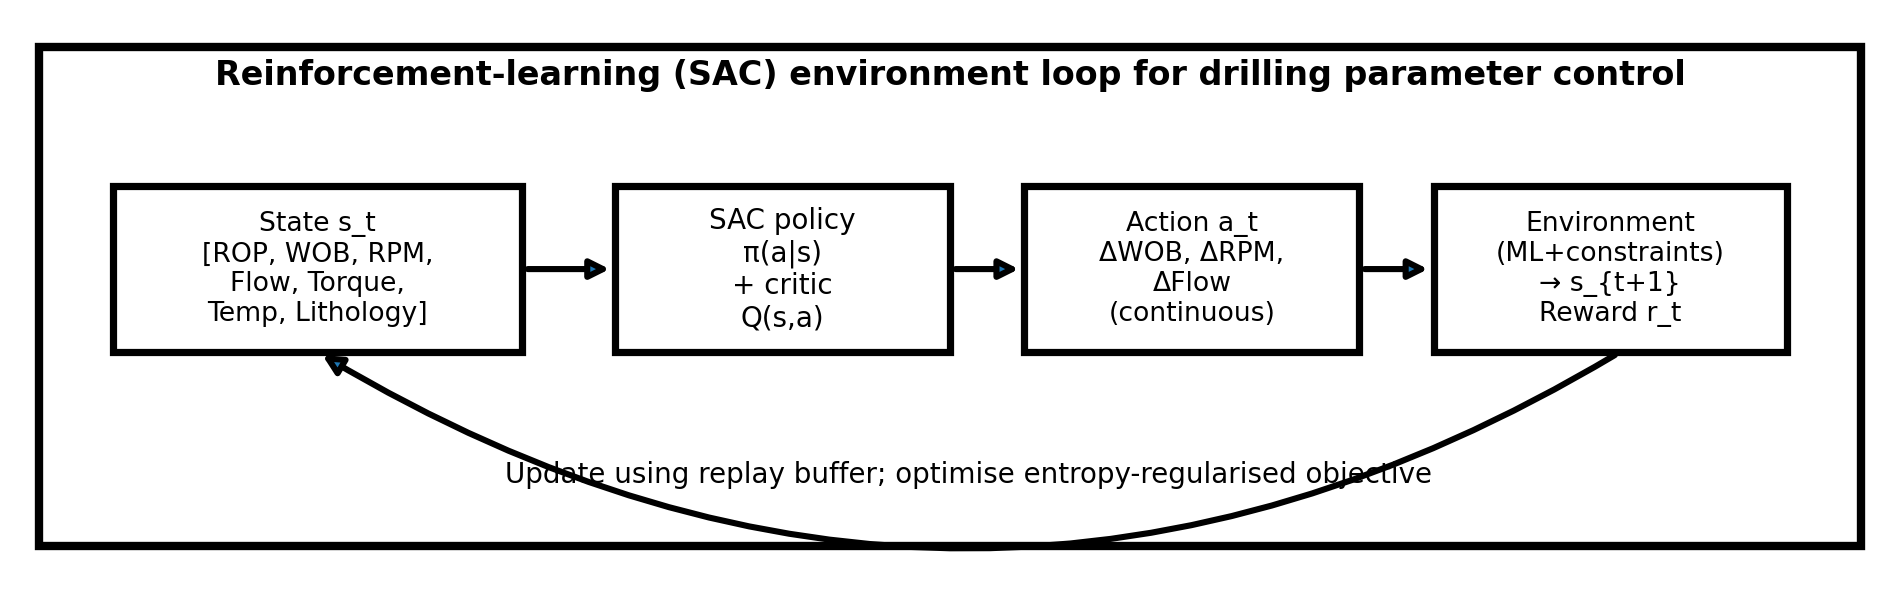 Reinforcement-learning (SAC) environment loop for drilling parameter control
State s_t
[ROP, WOB, RPM,
Flow, Torque,
Temp, Lithology]
SAC policy
π(a|s)
+ critic
Q(s,a)
Action a_t
ΔWOB, ΔRPM,
ΔFlow
(continuous)
Environment
(ML+constraints)
→ s_{t+1}
Reward r_t
Update using replay buffer; optimise entropy-regularised objective